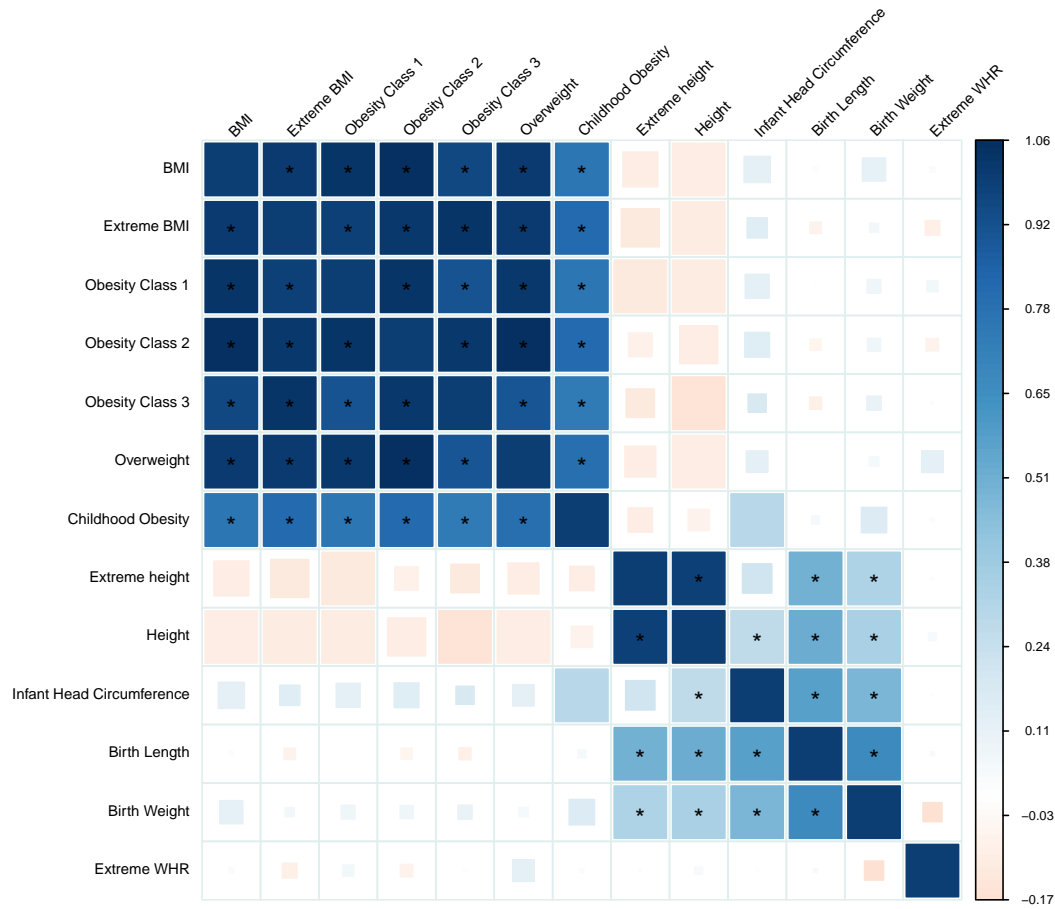 BMI
Extreme BMI
Obesity Class 1
Obesity Class 2
Obesity Class 3
Overweight
Childhood Obesity
Extreme height
Height
Infant Head Circumference
Birth Length
Birth Weight
Extreme WHR
BMI * * * * * *
Extreme BMI * * * * * *
Obesity Class 1 * * * * * *
Obesity Class 2 * * * * * *
Obesity Class 3 * * * * * *
Overweight * * * * * *
Childhood Obesity * * * * * *
Extreme height * * *
Height * * * *
Infant Head Circumference * * *
Birth Length * * * *
Birth Weight * * * *
Extreme WHR
1.06
0.92
0.78
0.65
0.51
0.38
0.24
0.11
−0.03
−0.17